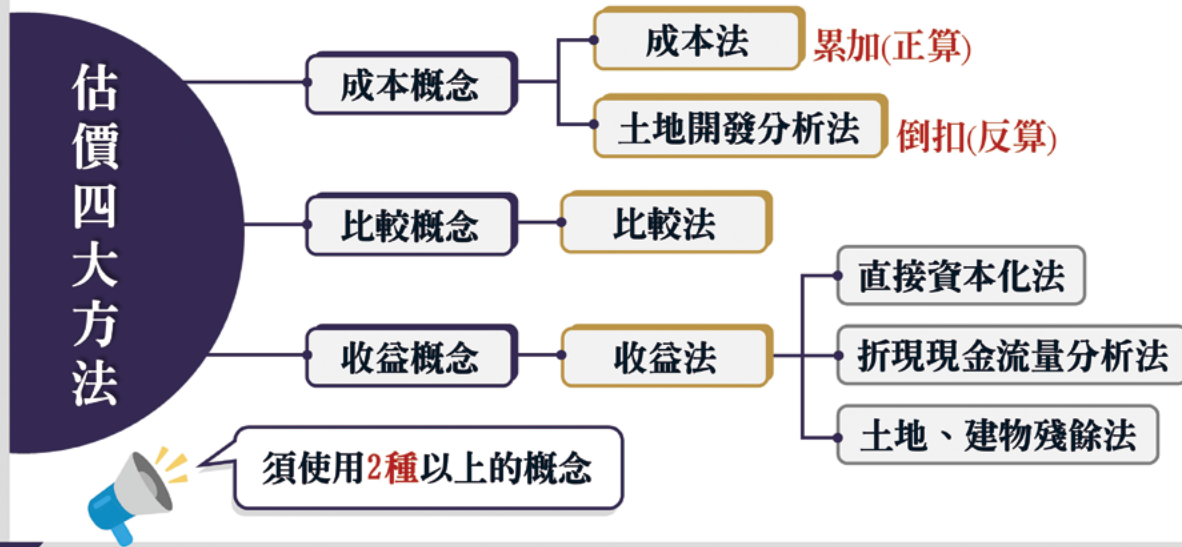 估價四大方法
成本概念
成本法
累加(正算)
土地開發分析法
倒扣(反算)
比較概念
比較法
收益概念
收益法
直接資本化法
折現現金流量分析法
土地、建物殘餘法
須使用2種以上的概念